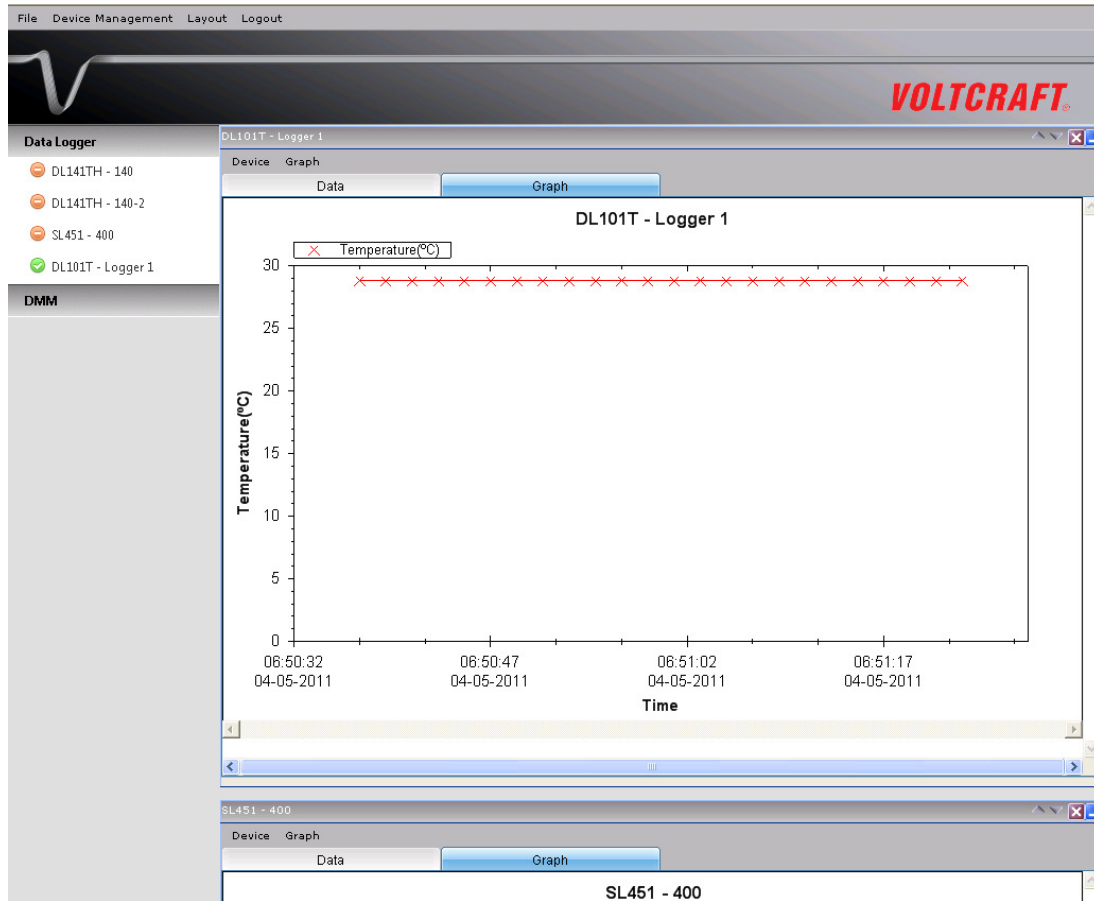 File Device Management Layout Logout
VOLTCRAFT®
Data Logger
DL141TH - 140
DL141TH - 140-2
SL451 - 400
DL101T - Logger 1
DMM
DL101T - Logger 1
Device Graph
Data Graph
DL101T - Logger 1
Temperature(ºC)
30
25
20
15
10
5
0
Temperature(ºC)
06:50:32 06:50:47 06:51:02 06:51:17
04-05-2011 04-05-2011 04-05-2011 04-05-2011
Time
SL451 - 400
Device Graph
Data Graph
SL451 - 400